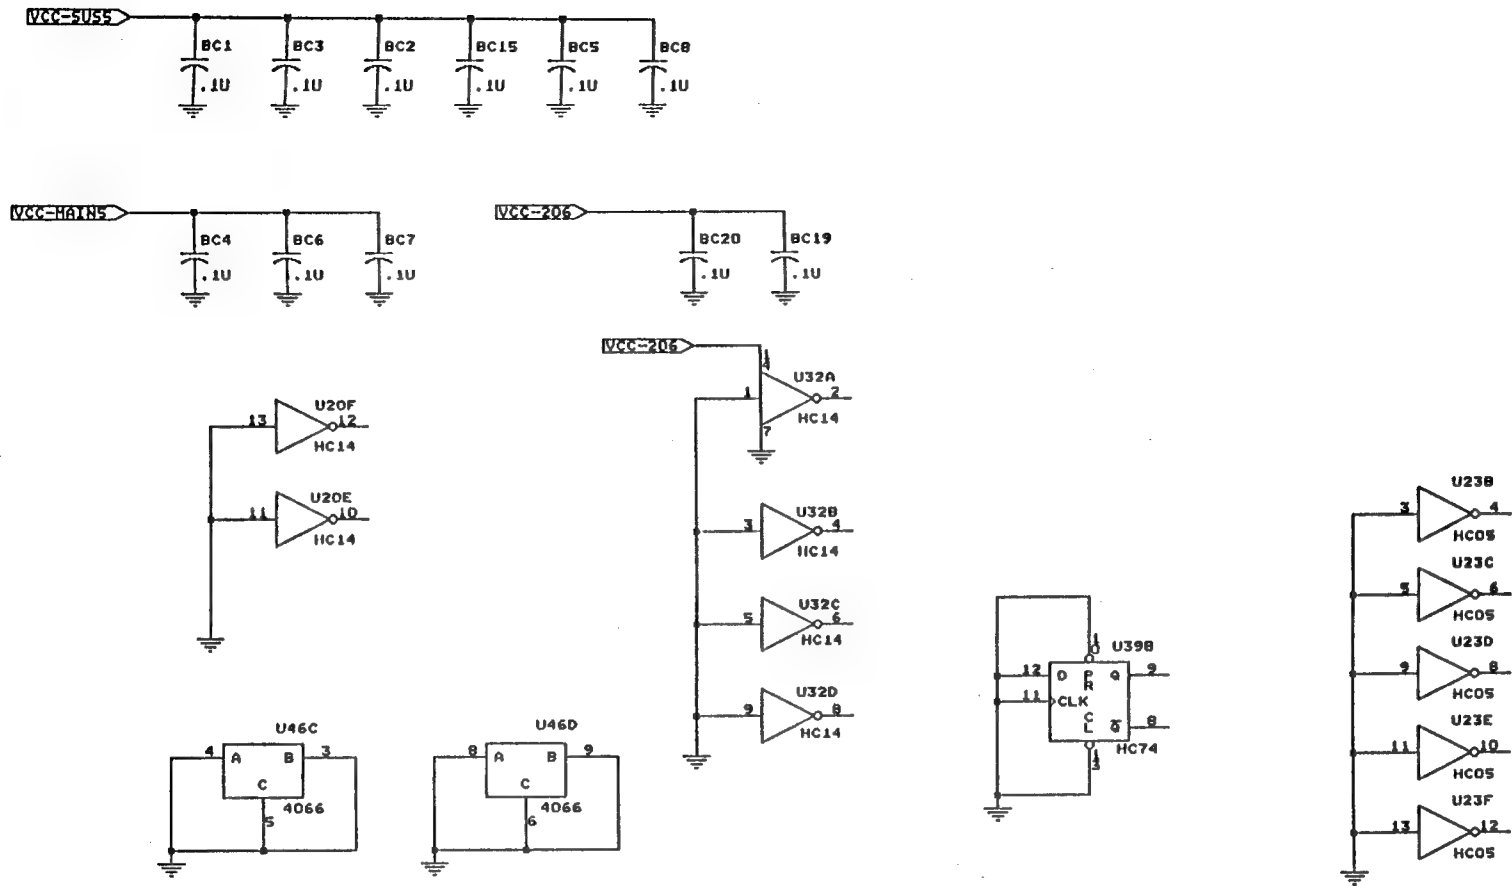 VCC-SUS5
BC1 BC3 BC2 BC15 BC5 BC8
.1U .1U .1U .1U .1U .1U
VCC-MAIN5 VCC-206
BC4 BC6 BC7 BC20 BC19
.1U .1U .1U .1U .1U
VCC-206
U32A
1 2
HC14
7
U20F
13 12
HC14
U20E
11 10
HC14
U32B
3 4
HC14
U32C
5 6
HC14
U32D
9 8
HC14
U46C
4 A B 3
C
4066
5
U46D
8 A B 9
C
4066
6
10
U39B
12 D PR Q 9
11 CLK
CL Q̅ 8
HC74
13
U23B
3 4
HC05
U23C
5 6
HC05
U23D
9 8
HC05
U23E
11 10
HC05
U23F
13 12
HC05